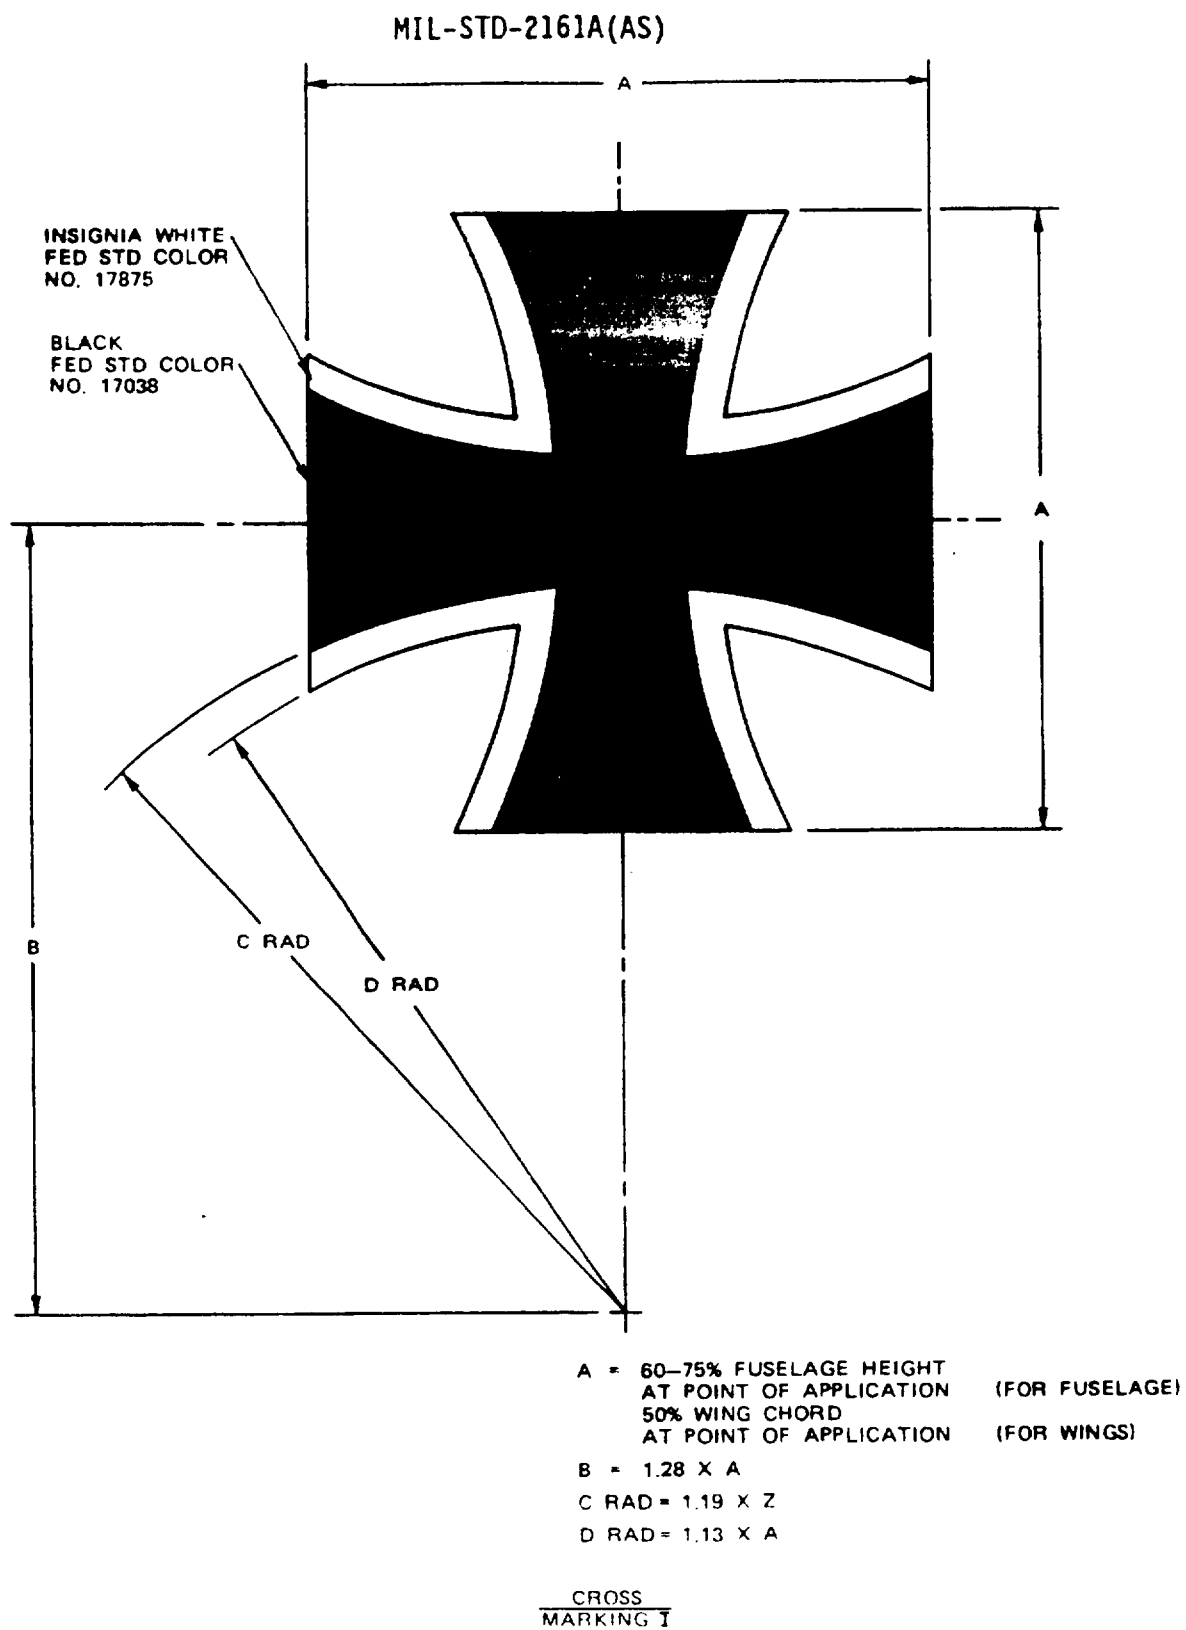 MIL-STD-2161A(AS)
A
INSIGNIA WHITE
FED STD COLOR
NO. 17875
BLACK
FED STD COLOR
NO. 17038
A
B
C RAD
D RAD
A = 60–75% FUSELAGE HEIGHT
AT POINT OF APPLICATION (FOR FUSELAGE)
50% WING CHORD
AT POINT OF APPLICATION (FOR WINGS)
B = 1.28 X A
C RAD = 1.19 X Z
D RAD = 1.13 X A
CROSS
MARKING I